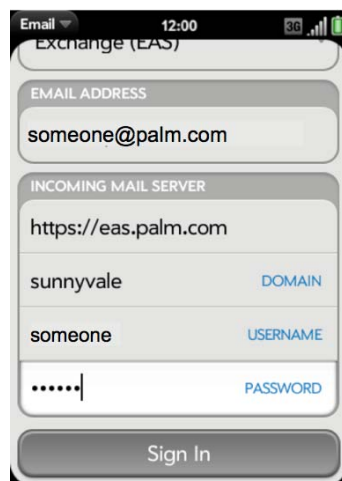 Email 12:00 3G
Exchange (EAS)
EMAIL ADDRESS
someone@palm.com
INCOMING MAIL SERVER
https://eas.palm.com
sunnyvale DOMAIN
someone USERNAME
•••••• PASSWORD
Sign In